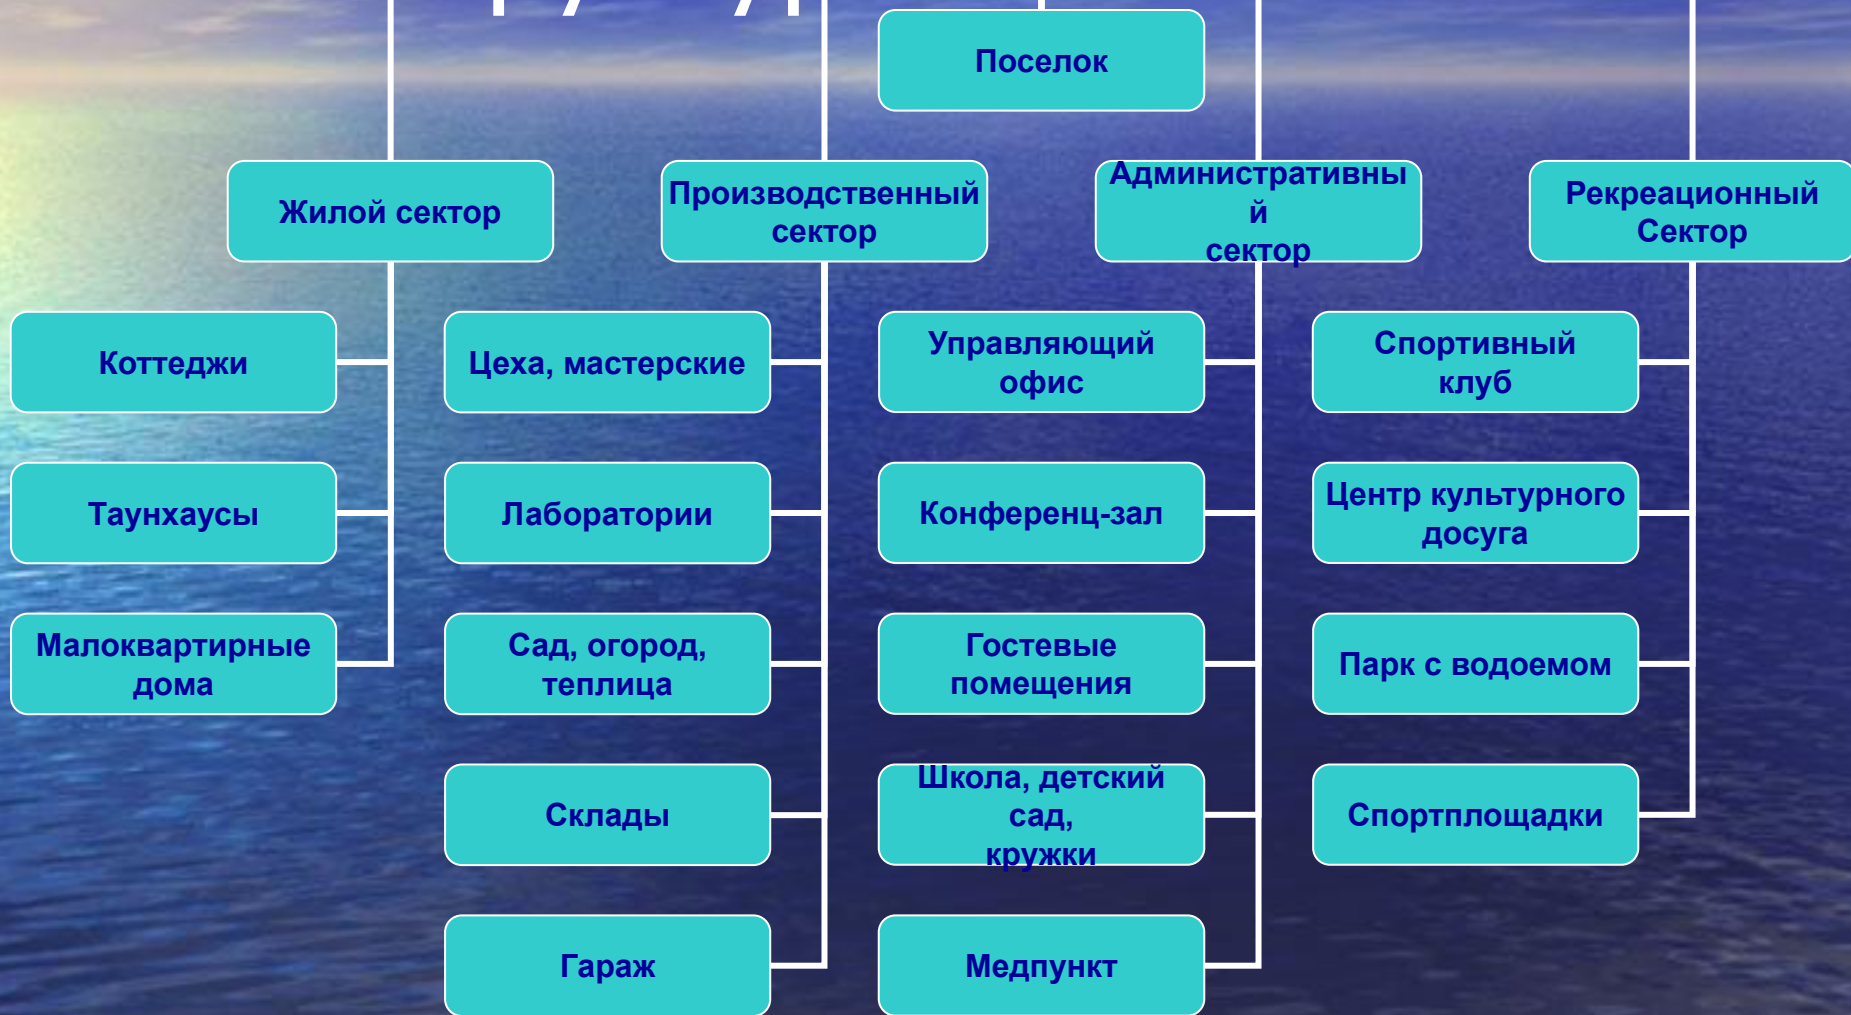 Поселок
Жилой сектор
Производственный
сектор
Административны
й
сектор
Рекреационный
Сектор
Коттеджи
Таунхаусы
Малоквартирные
дома
Цеха, мастерские
Лаборатории
Сад, огород,
теплица
Склады
Гараж
Управляющий
офис
Конференц-зал
Гостевые
помещения
Школа, детский
сад,
кружки
Медпункт
Спортивный
клуб
Центр культурного
досуга
Парк с водоемом
Спортплощадки